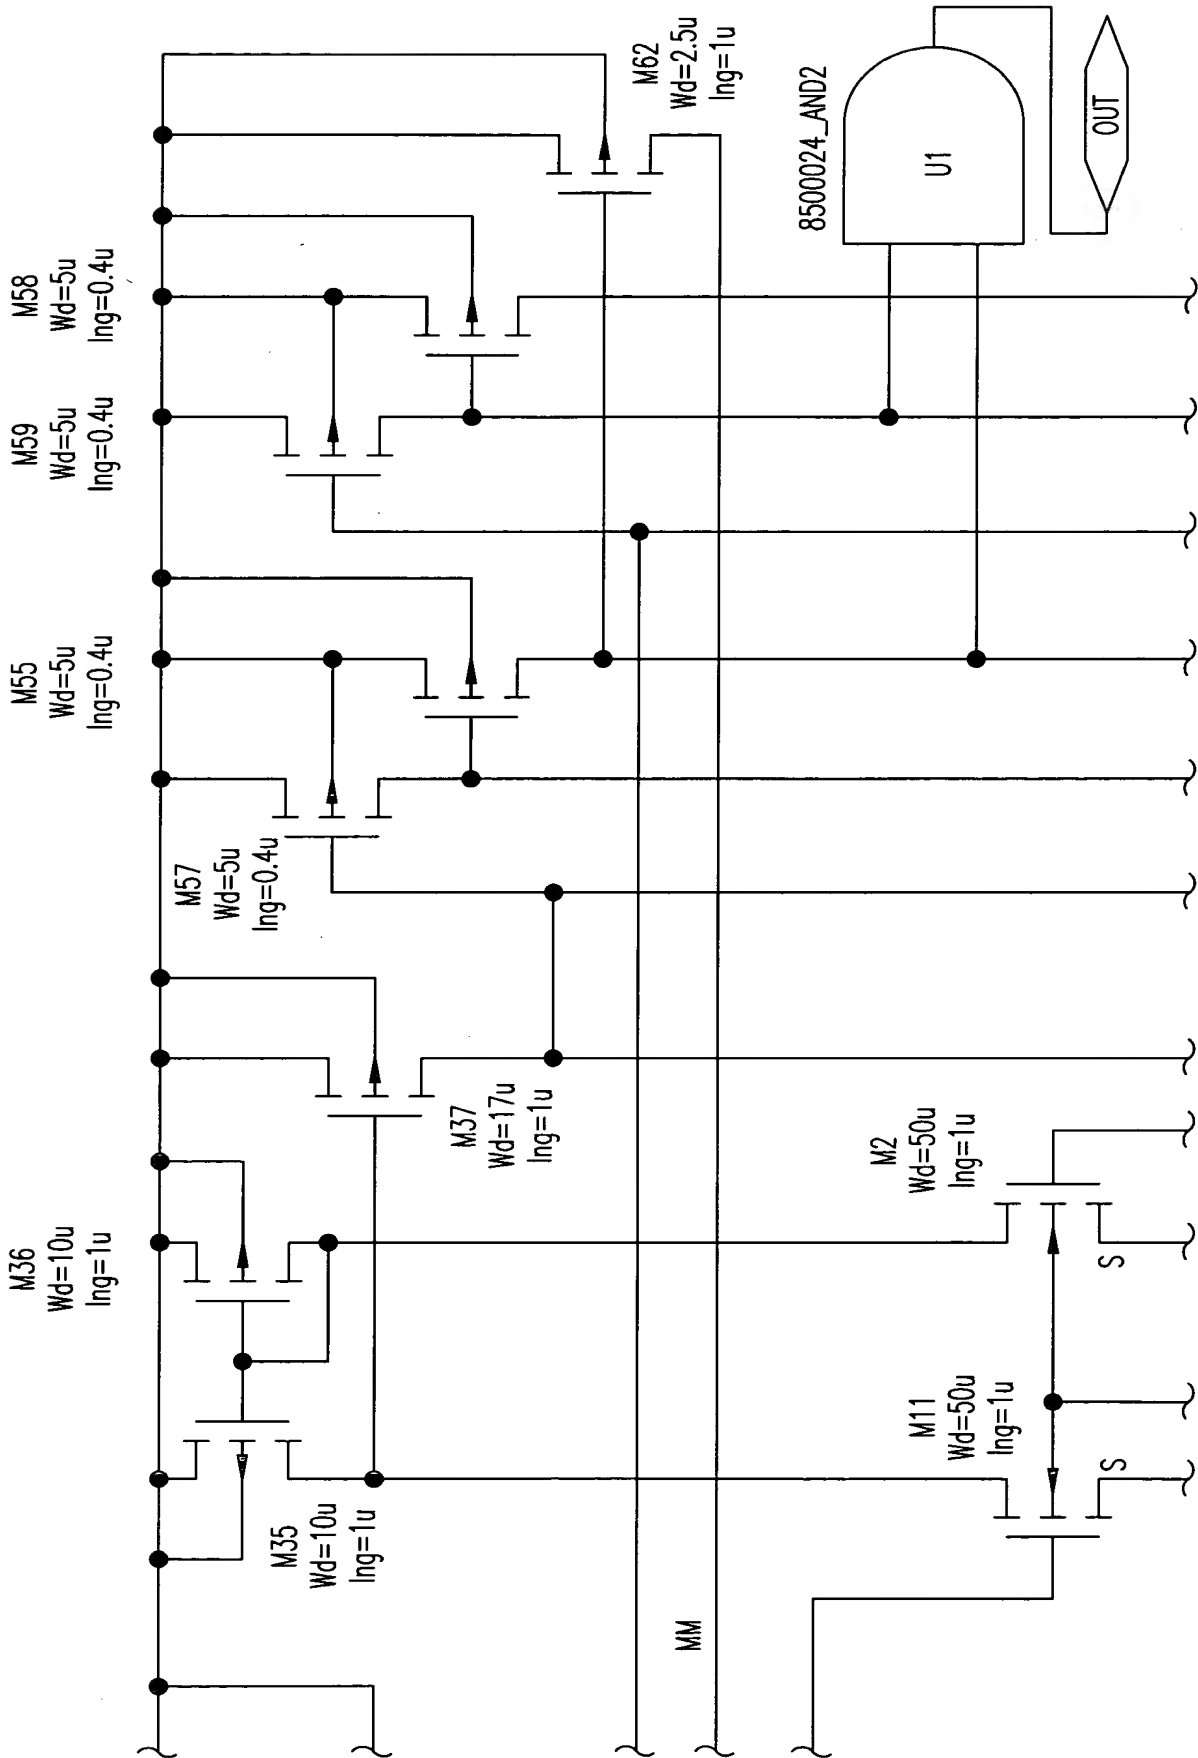 M36
Wd=10u
lng=1u
M35
Wd=10u
lng=1u
M37
Wd=17u
lng=1u
M57
Wd=5u
lng=0.4u
M55
Wd=5u
lng=0.4u
M59
Wd=5u
lng=0.4u
M58
Wd=5u
lng=0.4u
M62
Wd=2.5u
lng=1u
MM
M11
Wd=50u
lng=1u
S
M2
Wd=50u
lng=1u
S
8500024_AND2
U1
OUT